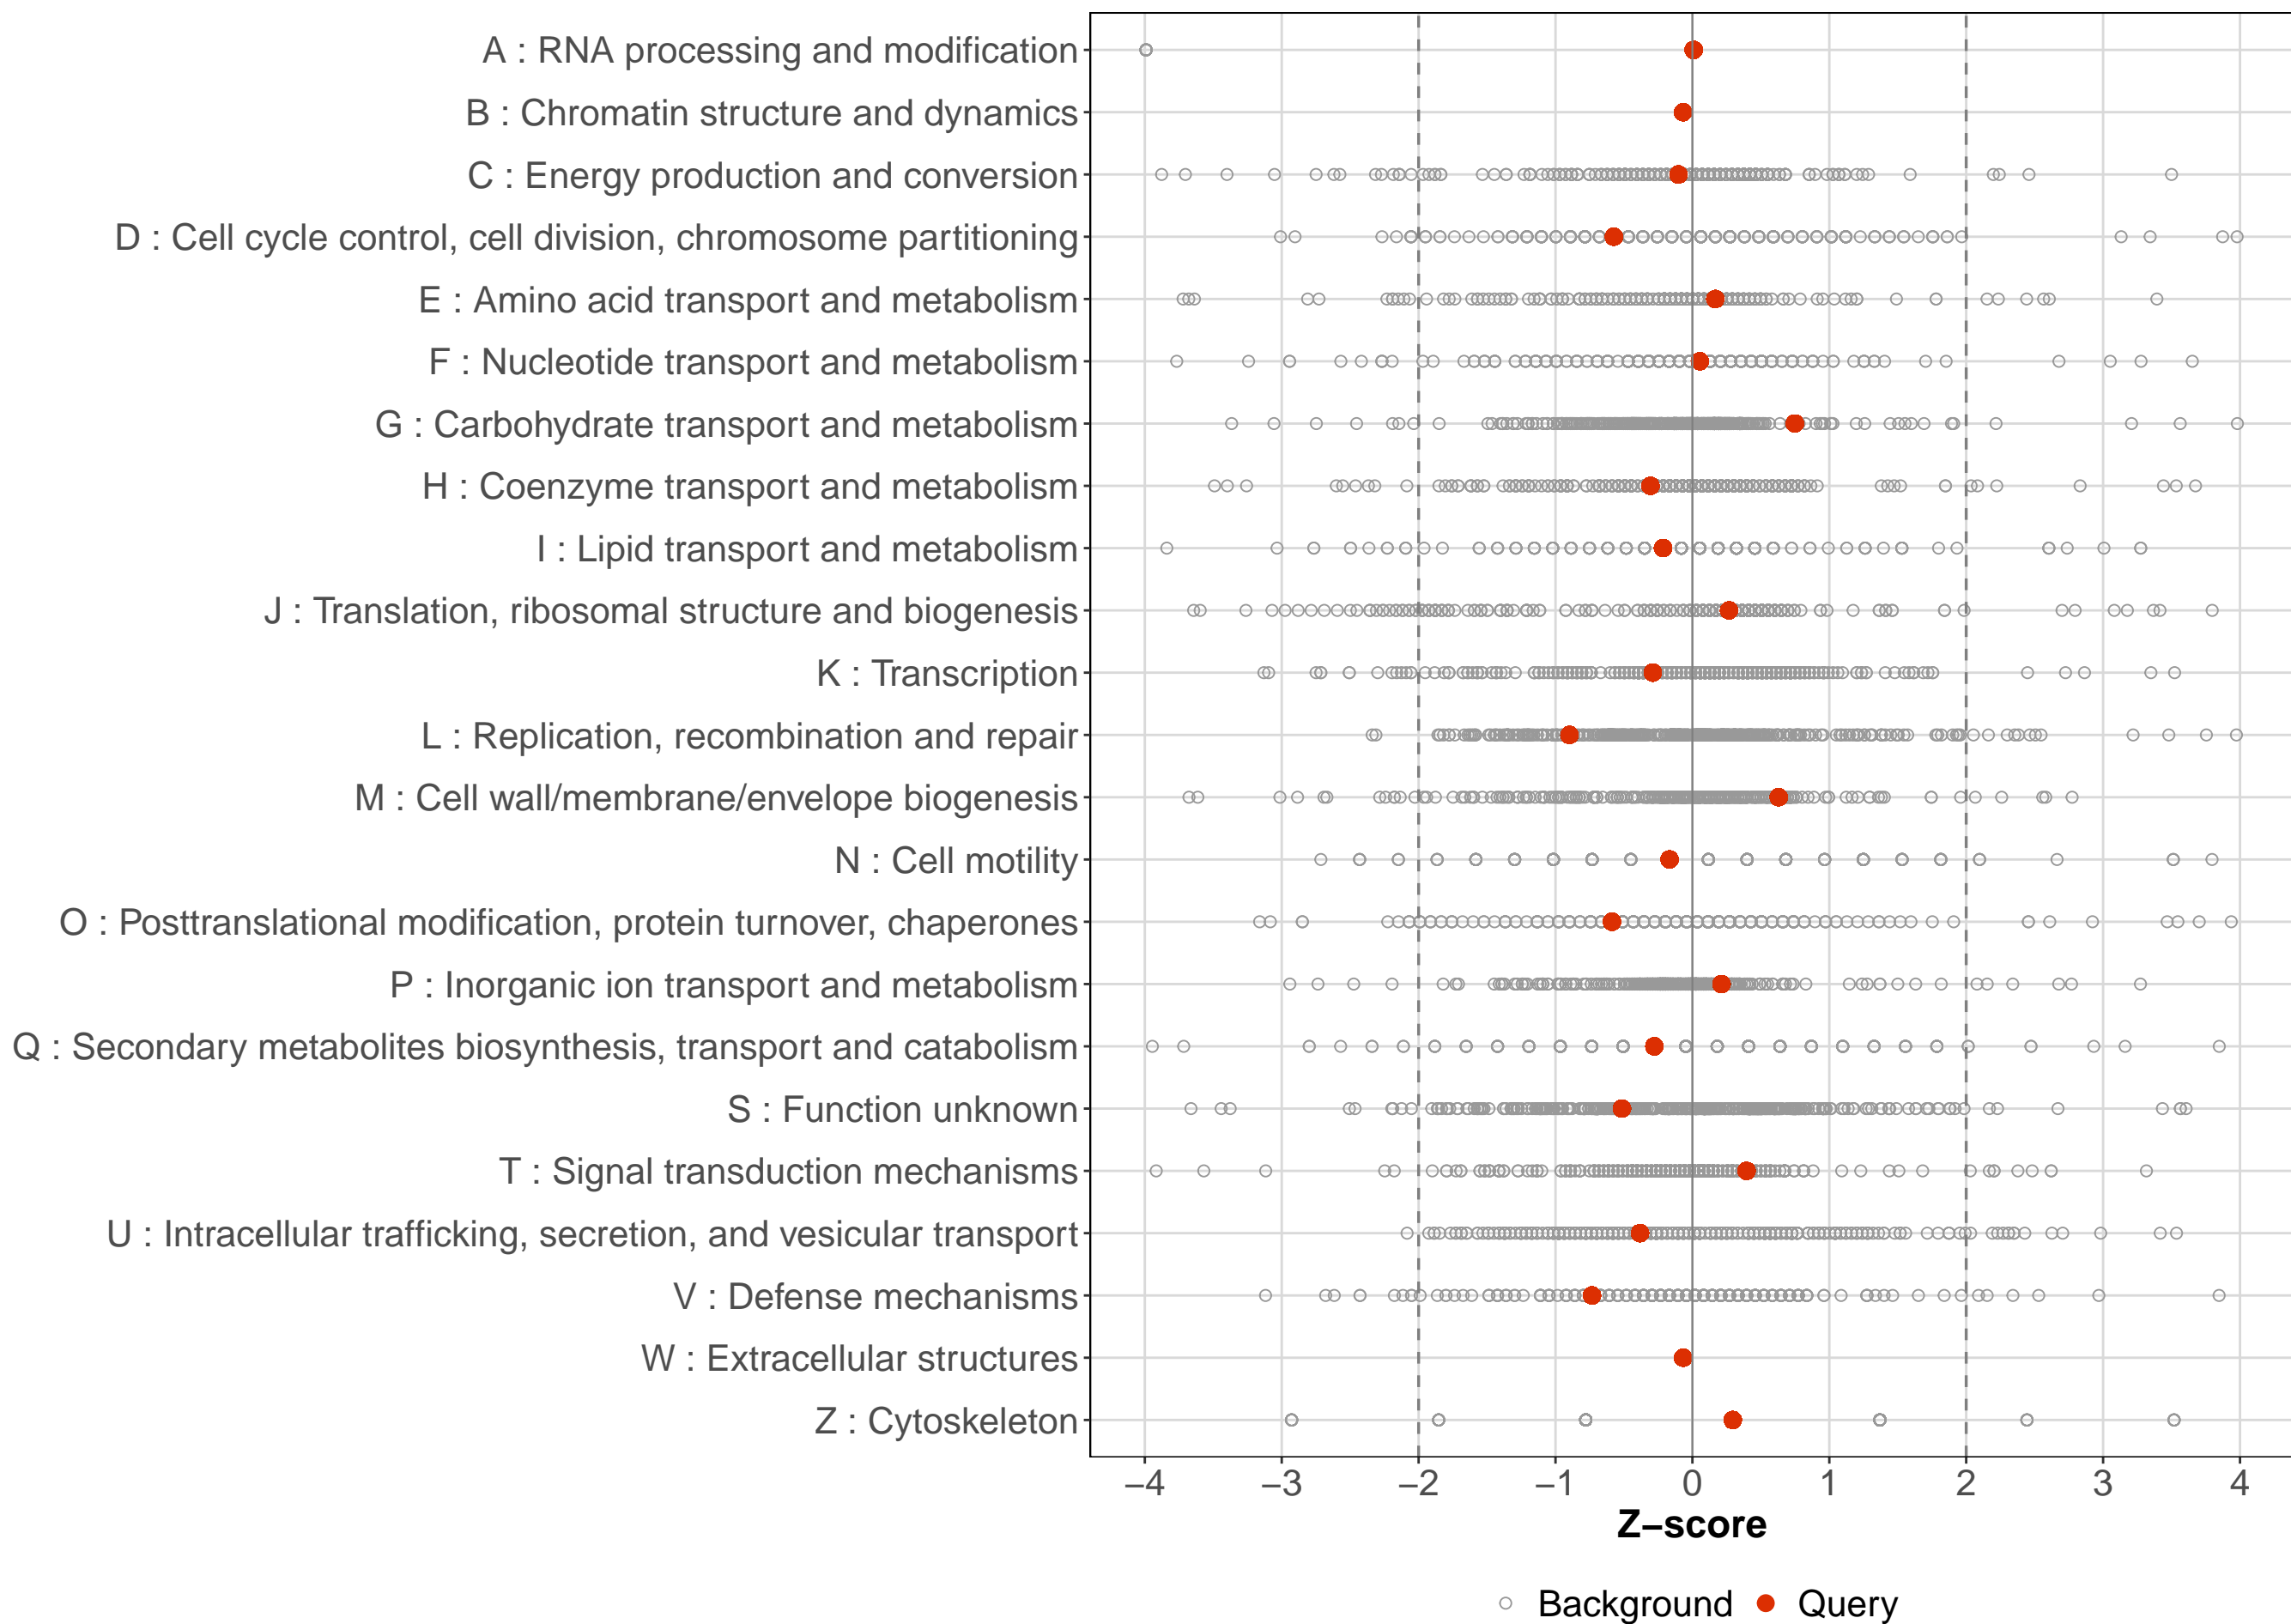 A : RNA processing and modification
B : Chromatin structure and dynamics
C : Energy production and conversion
D : Cell cycle control, cell division, chromosome partitioning
E : Amino acid transport and metabolism
F : Nucleotide transport and metabolism
G : Carbohydrate transport and metabolism
H : Coenzyme transport and metabolism
I : Lipid transport and metabolism
J : Translation, ribosomal structure and biogenesis
K : Transcription
L : Replication, recombination and repair
M : Cell wall/membrane/envelope biogenesis
N : Cell motility
O : Posttranslational modification, protein turnover, chaperones
P : Inorganic ion transport and metabolism
Q : Secondary metabolites biosynthesis, transport and catabolism
S : Function unknown
T : Signal transduction mechanisms
U : Intracellular trafficking, secretion, and vesicular transport
V : Defense mechanisms
W : Extracellular structures
Z : Cytoskeleton
−4 −3 −2 −1 0 1 2 3 4
Z−score
Background Query